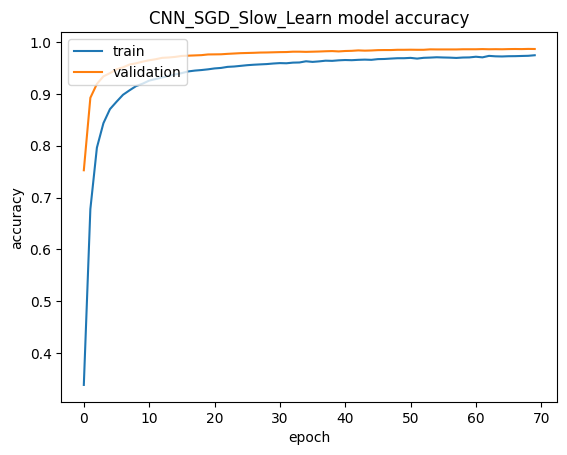 CNN_SGD_Slow_Learn model accuracy
train
validation
1.0
0.9
0.8
0.7
0.6
0.5
0.4
accuracy
0 10 20 30 40 50 60 70
epoch